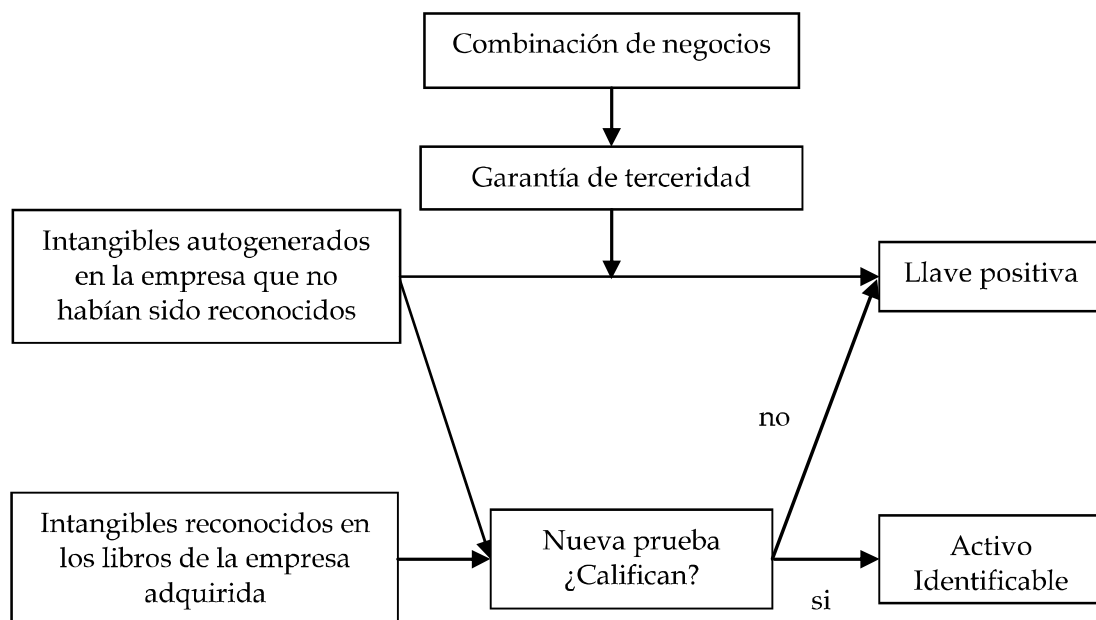 Combinación de negocios
Garantía de terceridad
Intangibles autogenerados
en la empresa que no
habían sido reconocidos
Llave positiva
no
Intangibles reconocidos en
los libros de la empresa
adquirida
Nueva prueba
¿Califican?
si
Activo
Identificable